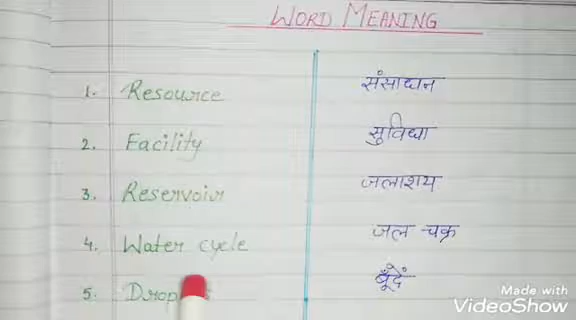 WORD MEANING
1. Resource संसाधन
2. Facility सुविधा
3. Reservoir जलाशय
4. Water cycle जल चक्र
5. बूँदें
Made with
VideoShow